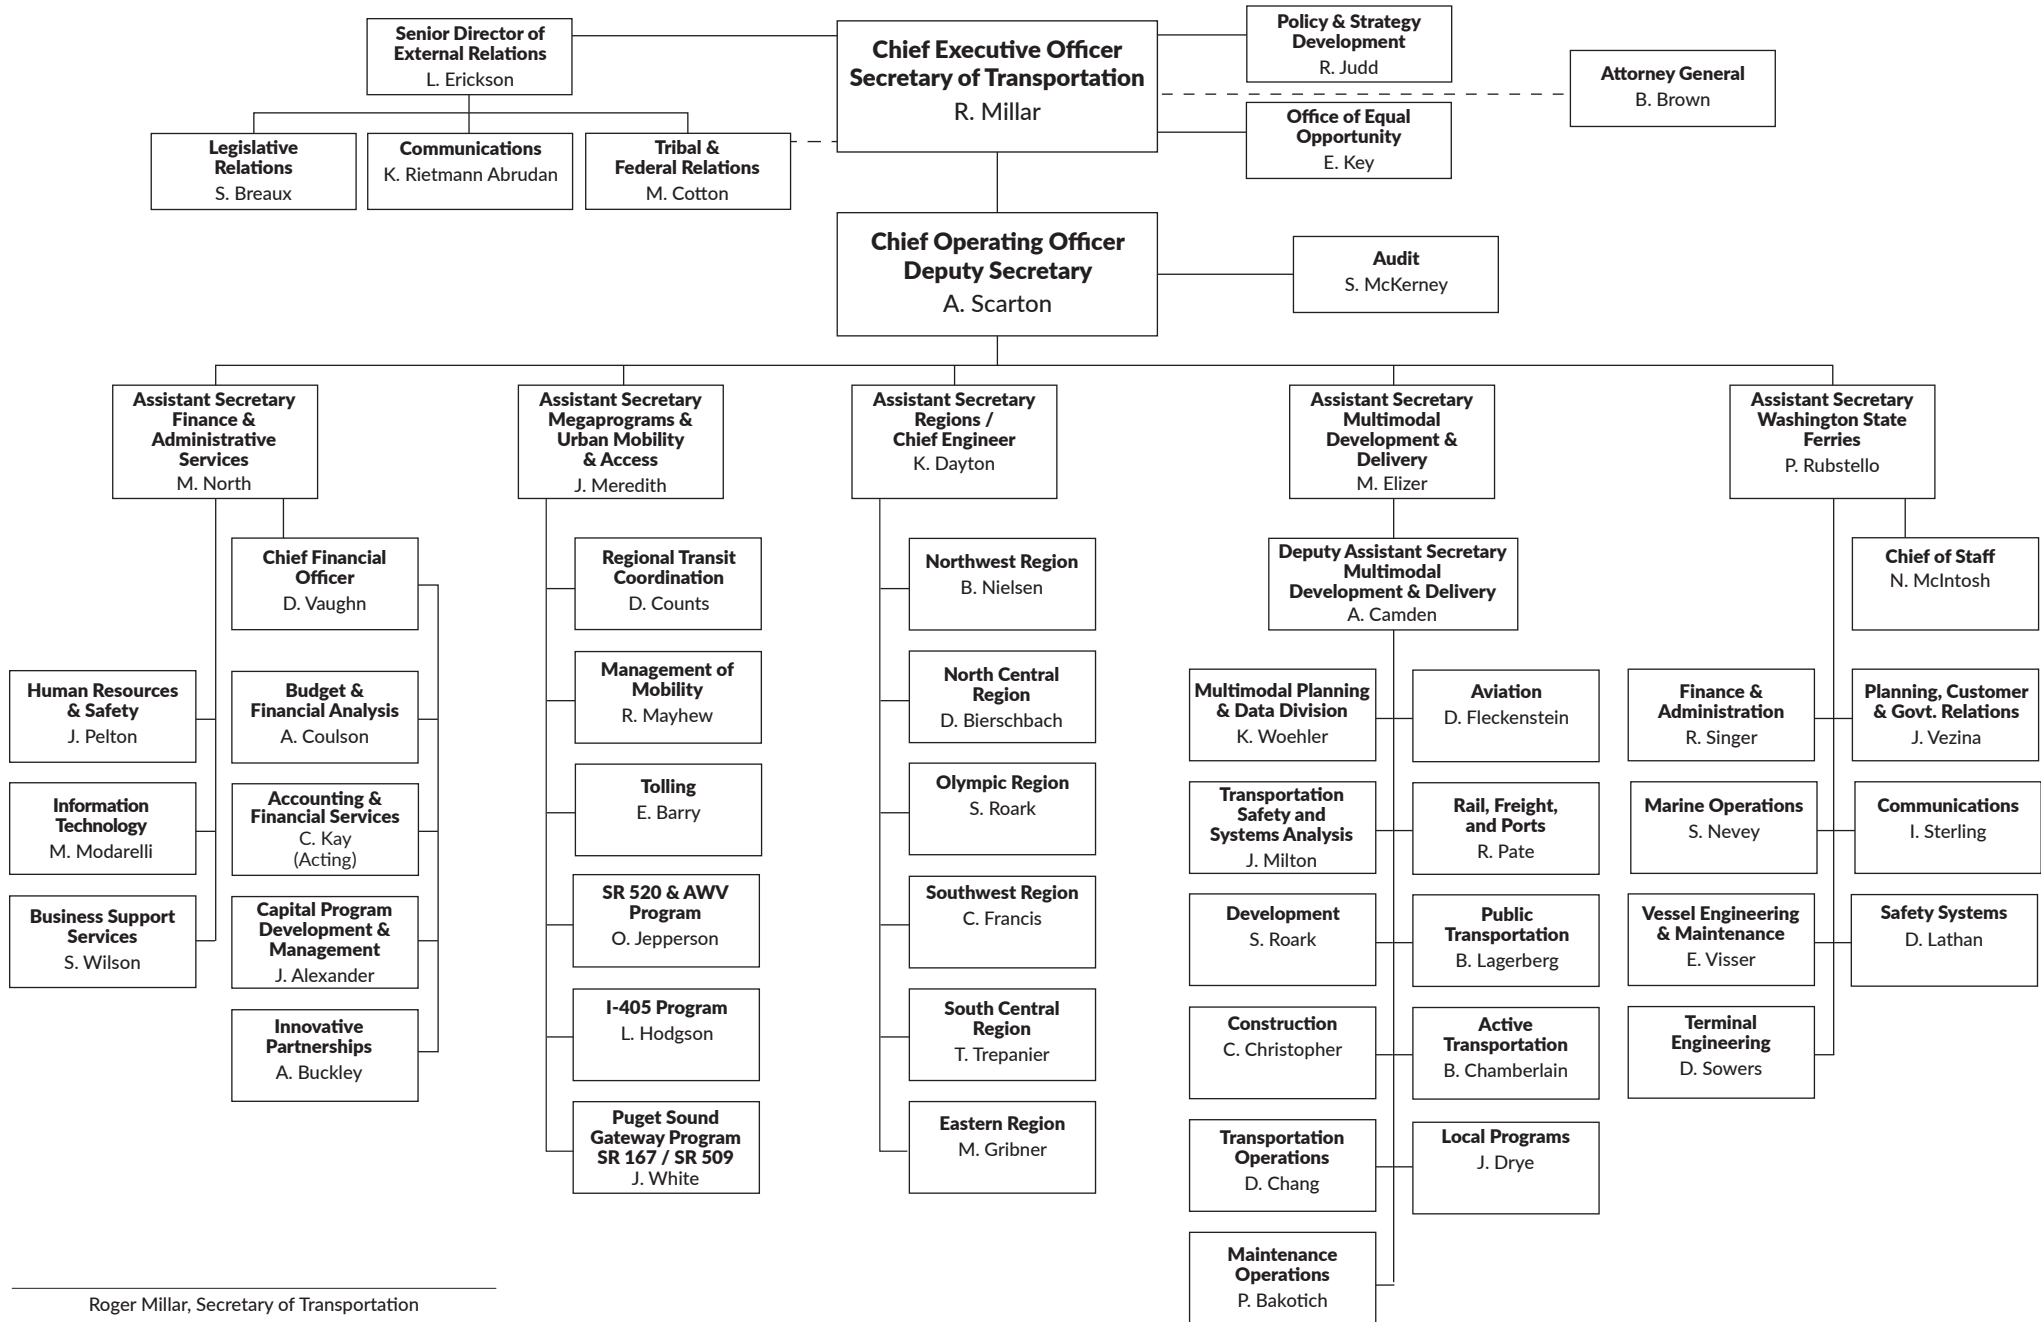 Senior Director of
External Relations
L. Erickson
Chief Executive Officer
Secretary of Transportation
R. Millar
Policy & Strategy
Development
R. Judd
Attorney General
B. Brown
Office of Equal
Opportunity
E. Key
Legislative
Relations
S. Breaux
Communications
K. Rietmann Abrudan
Tribal &
Federal Relations
M. Cotton
Chief Operating Officer
Deputy Secretary
A. Scarton
Audit
S. McKerney
Assistant Secretary
Finance &
Administrative
Services
M. North
Assistant Secretary
Megaprograms &
Urban Mobility
& Access
J. Meredith
Assistant Secretary
Regions /
Chief Engineer
K. Dayton
Assistant Secretary
Multimodal
Development &
Delivery
M. Elizer
Assistant Secretary
Washington State
Ferries
P. Rubstello
Chief Financial
Officer
D. Vaughn
Human Resources
& Safety
J. Pelton
Budget &
Financial Analysis
A. Coulson
Information
Technology
M. Modarelli
Accounting &
Financial Services
C. Kay
(Acting)
Business Support
Services
S. Wilson
Capital Program
Development &
Management
J. Alexander
Innovative
Partnerships
A. Buckley
Regional Transit
Coordination
D. Counts
Management of
Mobility
R. Mayhew
Tolling
E. Barry
SR 520 & AWV
Program
O. Jepperson
I-405 Program
L. Hodgson
Puget Sound
Gateway Program
SR 167 / SR 509
J. White
Northwest Region
B. Nielsen
North Central
Region
D. Bierschbach
Olympic Region
S. Roark
Southwest Region
C. Francis
South Central
Region
T. Trepanier
Eastern Region
M. Gribner
Deputy Assistant Secretary
Multimodal
Development & Delivery
A. Camden
Multimodal Planning
& Data Division
K. Woehler
Aviation
D. Fleckenstein
Transportation
Safety and
Systems Analysis
J. Milton
Rail, Freight,
and Ports
R. Pate
Development
S. Roark
Public
Transportation
B. Lagerberg
Construction
C. Christopher
Active
Transportation
B. Chamberlain
Transportation
Operations
D. Chang
Local Programs
J. Drye
Maintenance
Operations
P. Bakotich
Chief of Staff
N. McIntosh
Finance &
Administration
R. Singer
Planning, Customer
& Govt. Relations
J. Vezina
Marine Operations
S. Nevey
Communications
I. Sterling
Vessel Engineering
& Maintenance
E. Visser
Safety Systems
D. Lathan
Terminal
Engineering
D. Sowers
Roger Millar, Secretary of Transportation